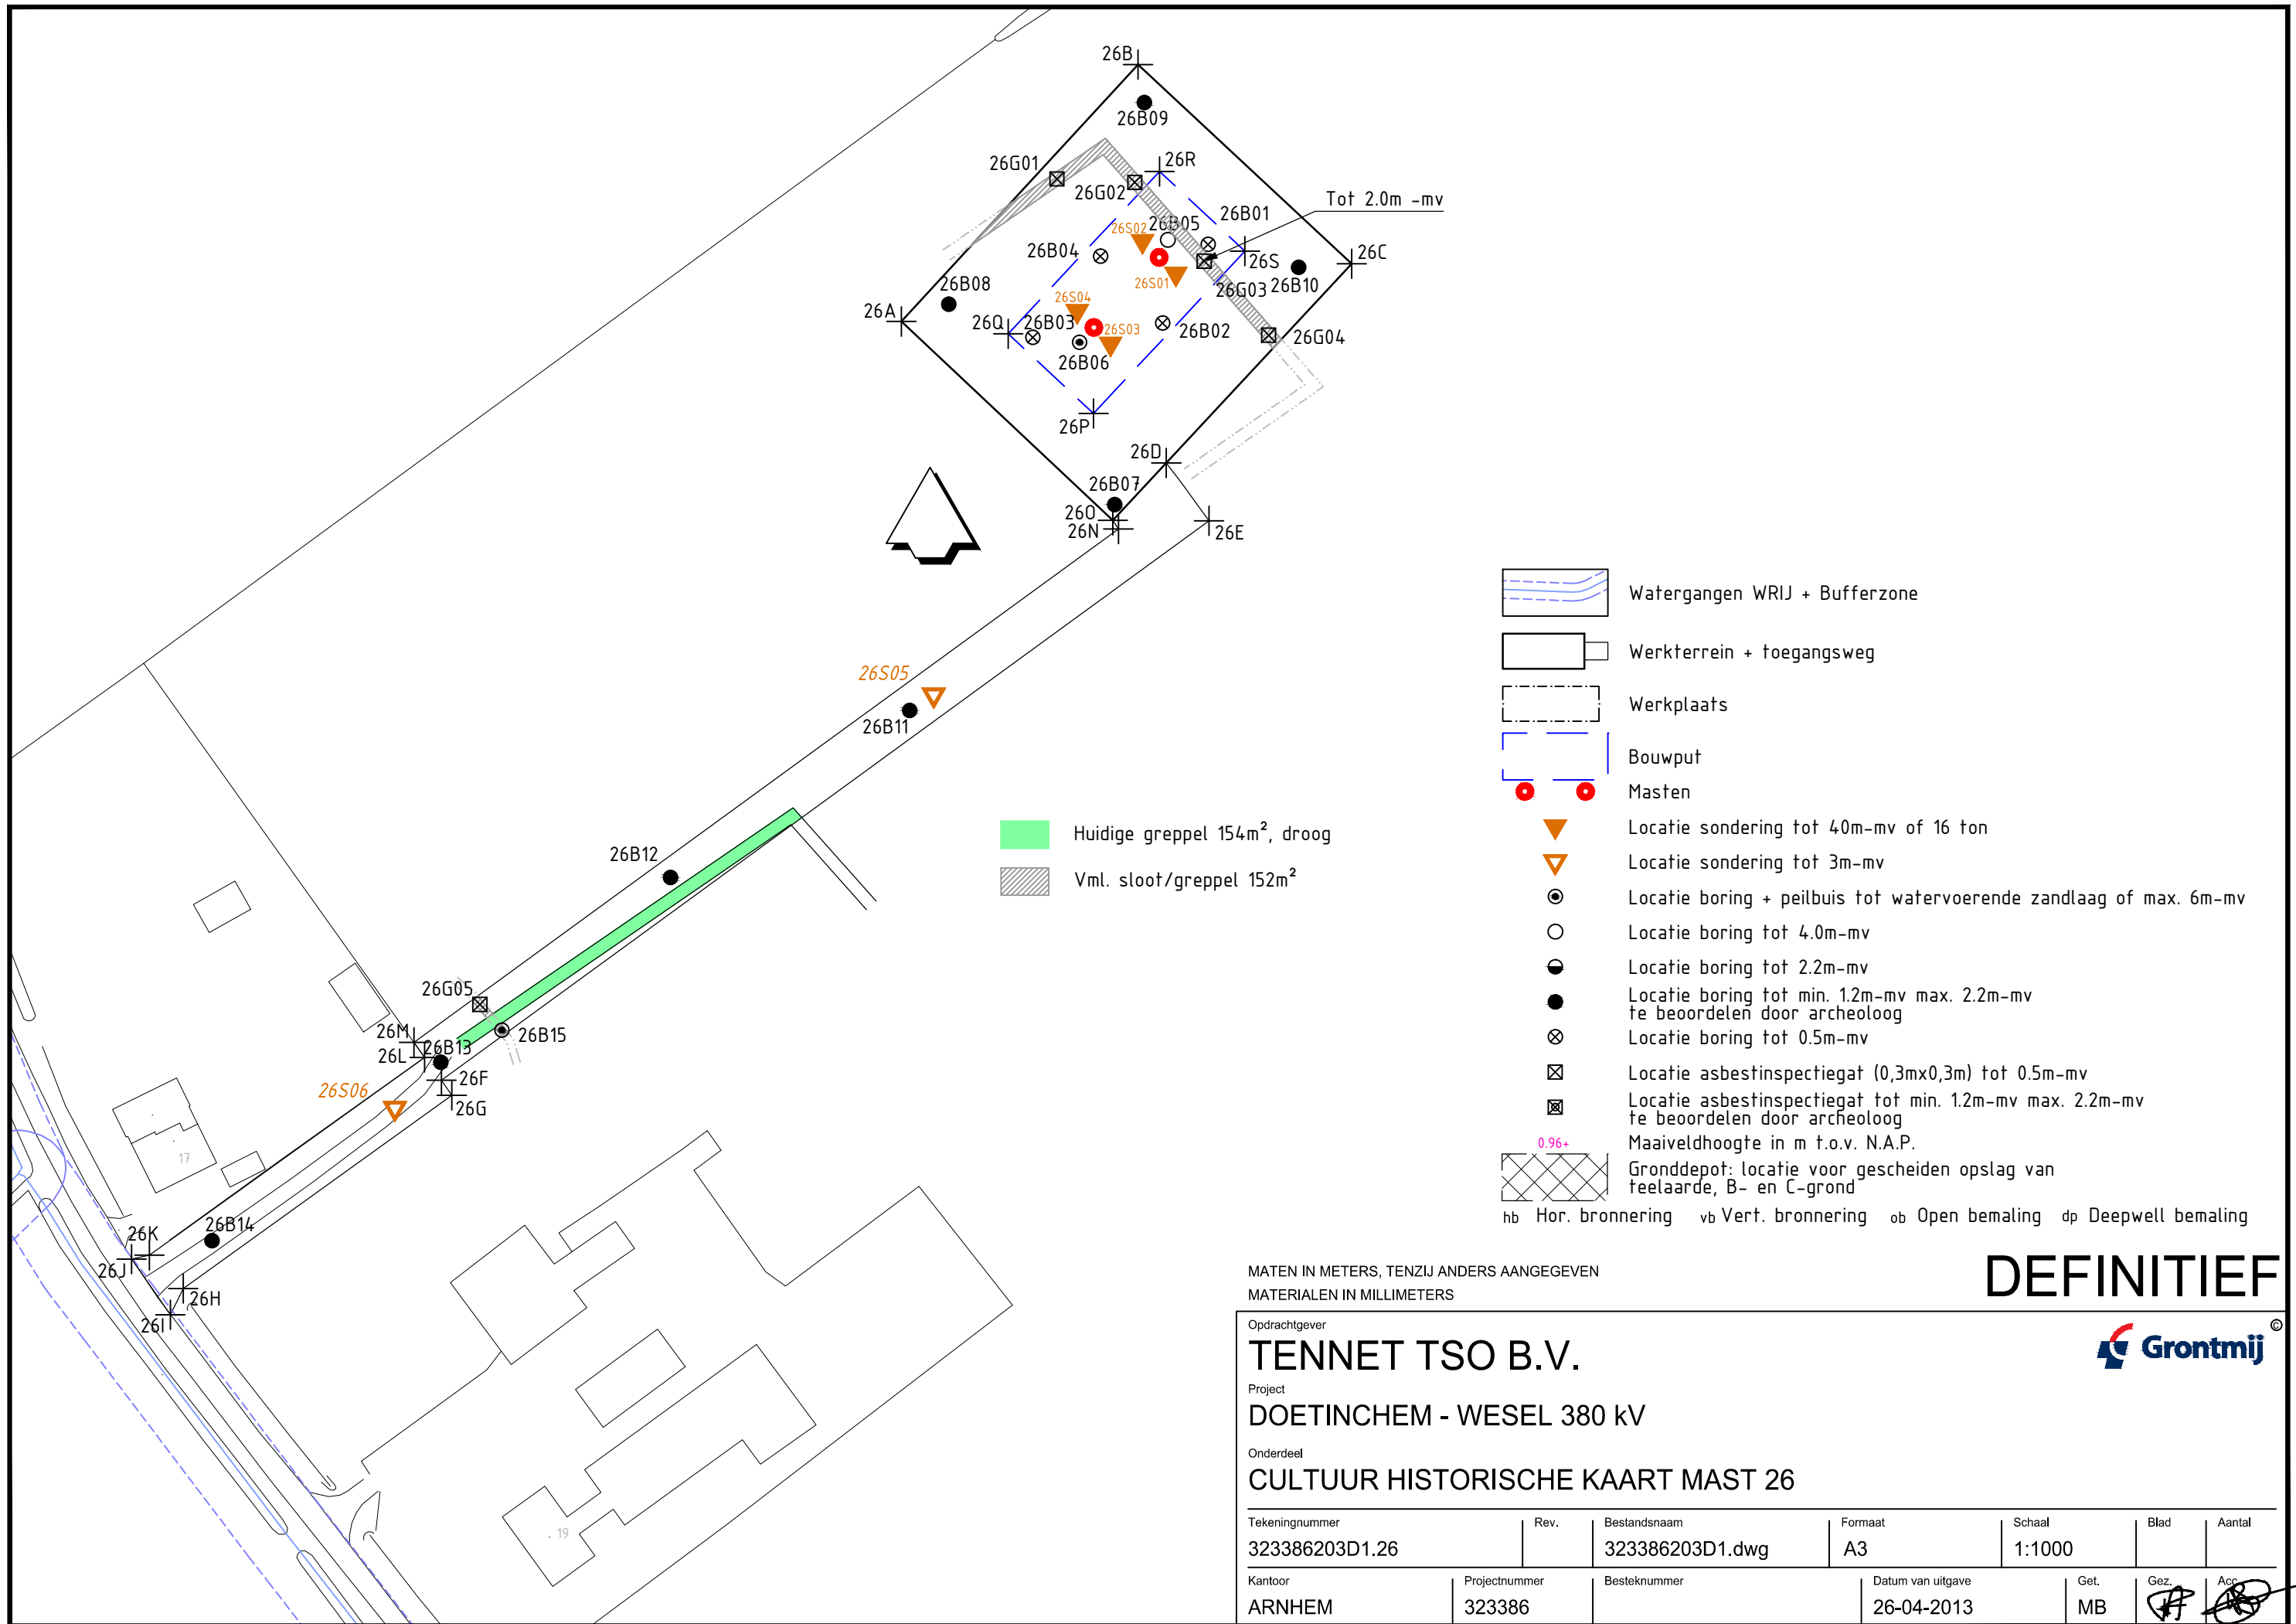 26B
26B09
26R
26G01
26G02
Tot 2.0m -mv
26B01
26B05
26S02
26B04
26S
26C
26S01
26G03
26B10
26B08
26S04
26A
26Q
26B03
26S03
26B02
26G04
26B06
26P
26D
26B07
26O
26N
26E
26S05
26B11
26B12
26G05
26M
26B15
26L
26B13
26F
26S06
26G
17
26K
26B14
26J
26H
26I
19
Huidige greppel 154m², droog
Vml. sloot/greppel 152m²
Watergangen WRIJ + Bufferzone
Werkterrein + toegangsweg
Werkplaats
Bouwput
Masten
Locatie sondering tot 40m-mv of 16 ton
Locatie sondering tot 3m-mv
Locatie boring + peilbuis tot watervoerende zandlaag of max. 6m-mv
Locatie boring tot 4.0m-mv
Locatie boring tot 2.2m-mv
Locatie boring tot min. 1.2m-mv max. 2.2m-mv
te beoordelen door archeoloog
Locatie boring tot 0.5m-mv
Locatie asbestinspectiegat (0,3mx0,3m) tot 0.5m-mv
Locatie asbestinspectiegat tot min. 1.2m-mv max. 2.2m-mv
te beoordelen door archeoloog
0.96+ Maaiveldhoogte in m t.o.v. N.A.P.
Gronddepot: locatie voor gescheiden opslag van
teelaarde, B- en C-grond
hb Hor. bronnering vb Vert. bronnering ob Open bemaling dp Deepwell bemaling
MATEN IN METERS, TENZIJ ANDERS AANGEGEVEN
MATERIALEN IN MILLIMETERS
DEFINITIEF
Opdrachtgever
TENNET TSO B.V.
Grontmij ©
Project
DOETINCHEM - WESEL 380 kV
Onderdeel
CULTUUR HISTORISCHE KAART MAST 26
Tekeningnummer Rev. Bestandsnaam Formaat Schaal Blad Aantal
323386203D1.26 323386203D1.dwg A3 1:1000
Kantoor Projectnummer Besteknummer Datum van uitgave Get. Gez. Acc.
ARNHEM 323386 26-04-2013 MB